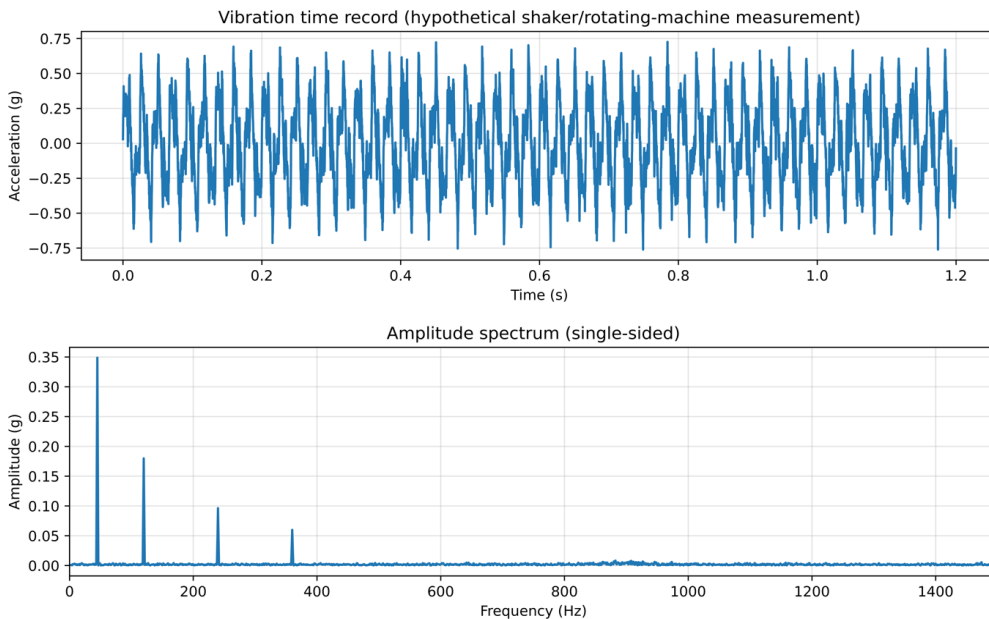 Vibration time record (hypothetical shaker/rotating-machine measurement)
Acceleration (g)
0.75
0.50
0.25
0.00
−0.25
−0.50
−0.75
0.0 0.2 0.4 0.6 0.8 1.0 1.2
Time (s)
Amplitude spectrum (single-sided)
Amplitude (g)
0.35
0.30
0.25
0.20
0.15
0.10
0.05
0.00
0 200 400 600 800 1000 1200 1400
Frequency (Hz)